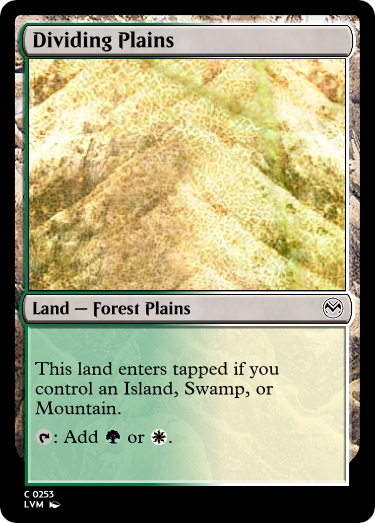 Dividing Plains
Land — Forest Plains
This land enters tapped if you
control an Island, Swamp, or
Mountain.
: Add or .
C 0253
LVM